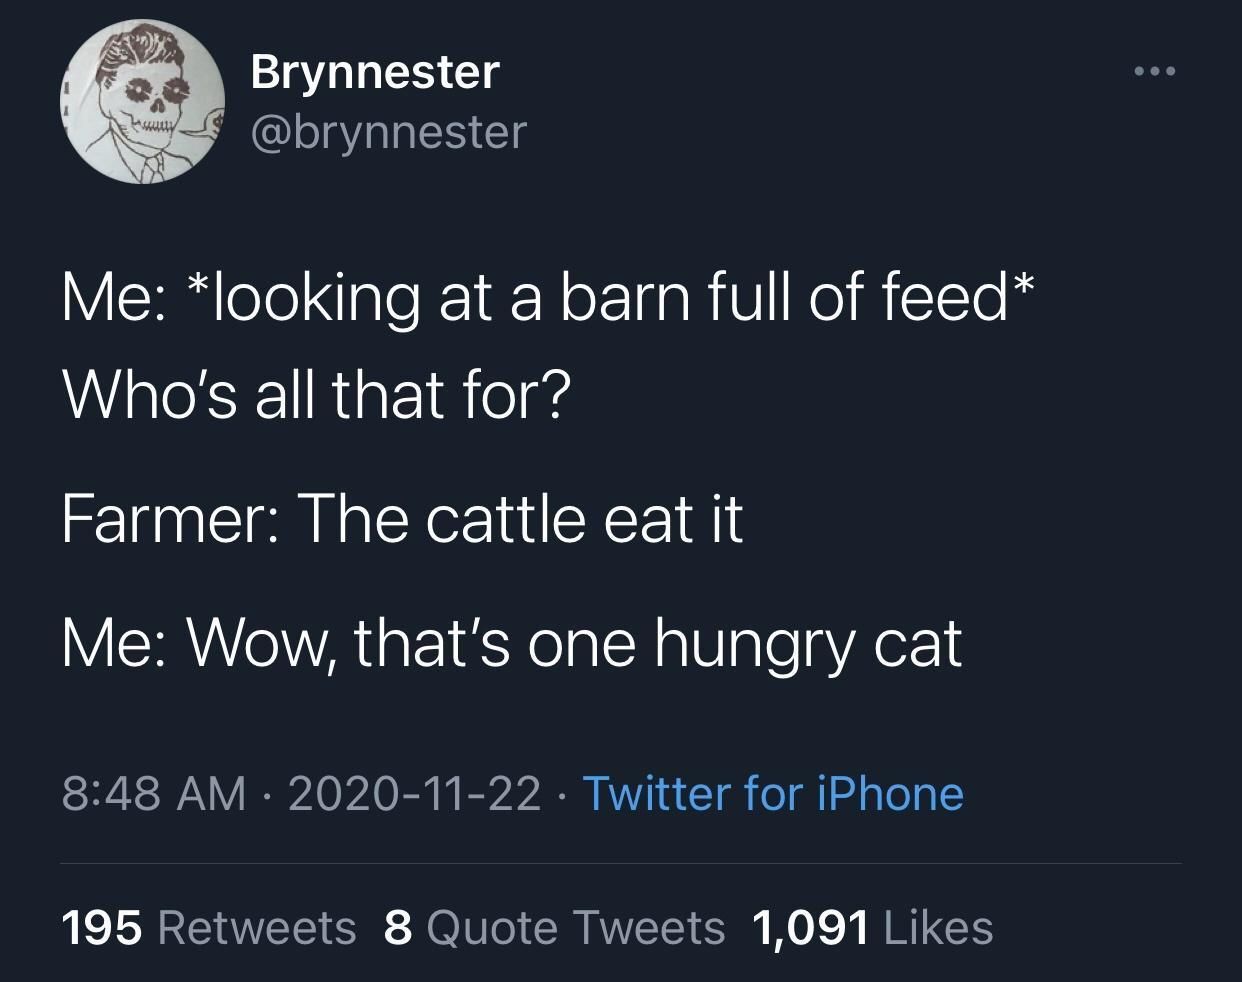 Brynnester
@brynnester
Me: *looking at a barn full of feed*
Who's all that for?
Farmer: The cattle eat it
Me: Wow, that's one hungry cat
8:48 AM · 2020-11-22 · Twitter for iPhone
195 Retweets 8 Quote Tweets 1,091 Likes